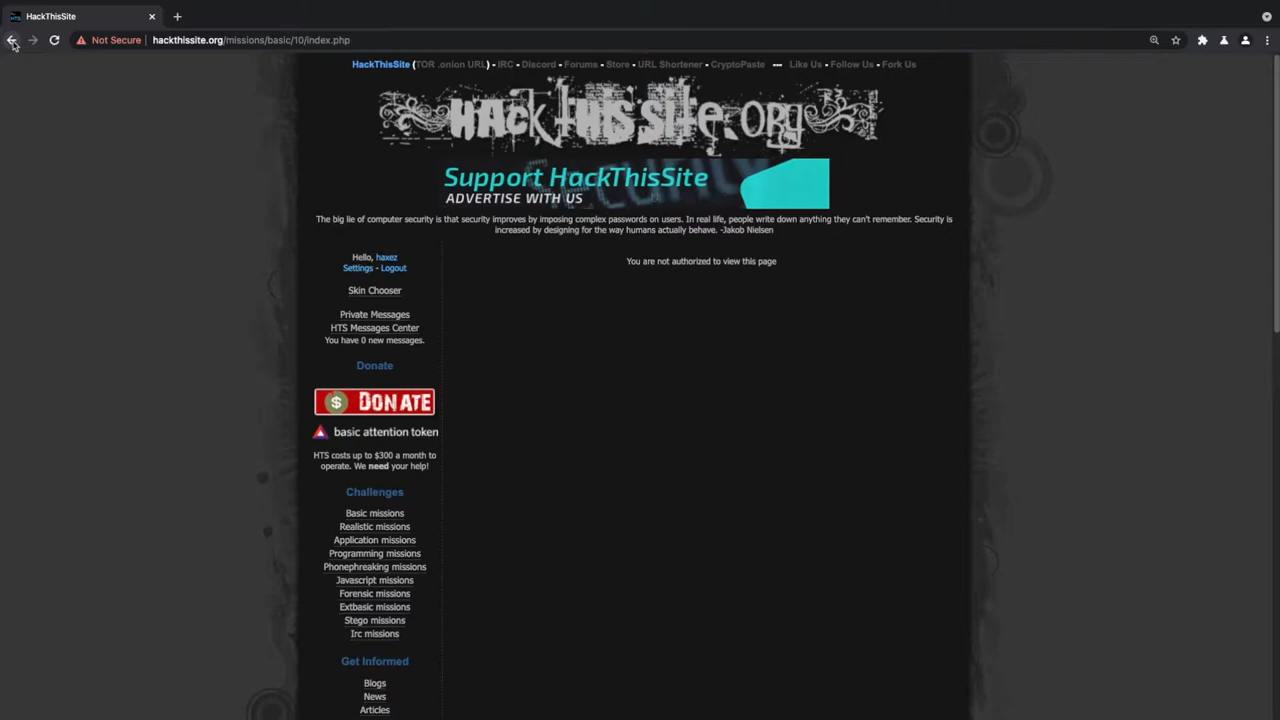 HackThisSite
Not Secure
hackthissite.org/missions/basic/10/index.php
HackThisSite (TOR .onion URL) - IRC - Discord - Forums - Store - URL Shortener - CryptoPaste --- Like Us - Follow Us - Fork Us
HACKTHISSITE.ORG
Support HackThisSite
ADVERTISE WITH US
The big lie of computer security is that security improves by imposing complex passwords on users. In real life, people write down anything they can't remember. Security is
increased by designing for the way humans actually behave. -Jakob Nielsen
Hello, haxez
Settings - Logout
You are not authorized to view this page
Skin Chooser
Private Messages
HTS Messages Center
You have 0 new messages.
Donate
$ DONATE
basic attention token
HTS costs up to $300 a month to
operate. We need your help!
Challenges
Basic missions
Realistic missions
Application missions
Programming missions
Phonephreaking missions
Javascript missions
Forensic missions
Extbasic missions
Stego missions
Irc missions
Get Informed
Blogs
News
Articles